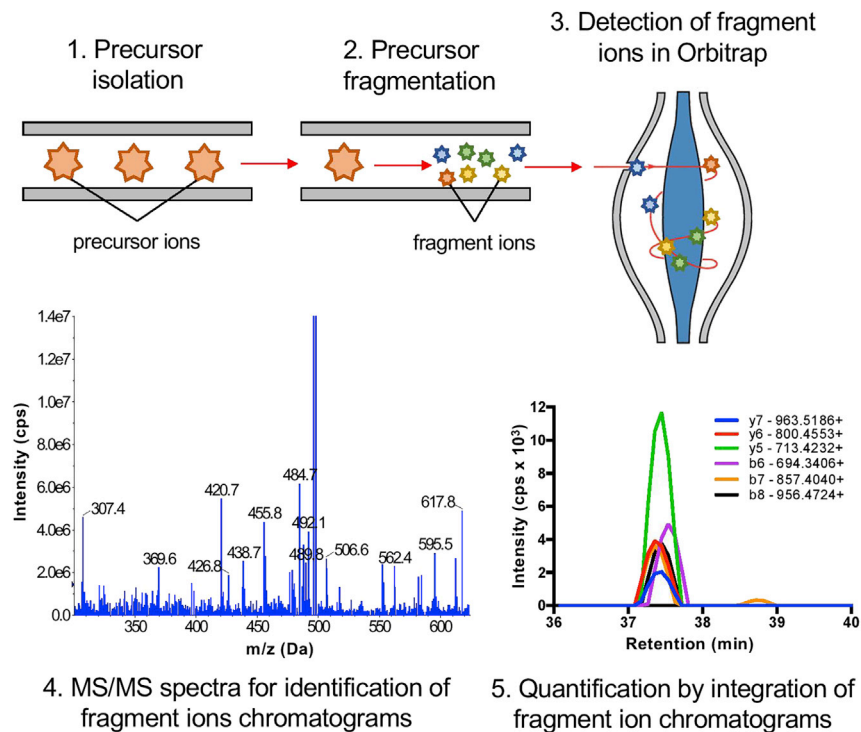 1. Precursor
isolation
2. Precursor
fragmentation
3. Detection of fragment
ions in Orbitrap
precursor ions
fragment ions
1.4e7
1.2e7
1.0e7
8.0e6
6.0e6
4.0e6
2.0e6
0.0
Intensity (cps)
307.4
369.6
420.7
426.8
438.7
455.8
484.7
492.1
489.8
506.6
562.4
595.5
617.8
350
400
450
500
550
600
m/z (Da)
12
10
8
6
4
2
0
Intensity (cps x 10³)
y7 - 963.5186+
y6 - 800.4553+
y5 - 713.4232+
b6 - 694.3406+
b7 - 857.4040+
b8 - 956.4724+
36
37
38
39
40
Retention (min)
4. MS/MS spectra for identification of
fragment ions chromatograms
5. Quantification by integration of
fragment ion chromatograms